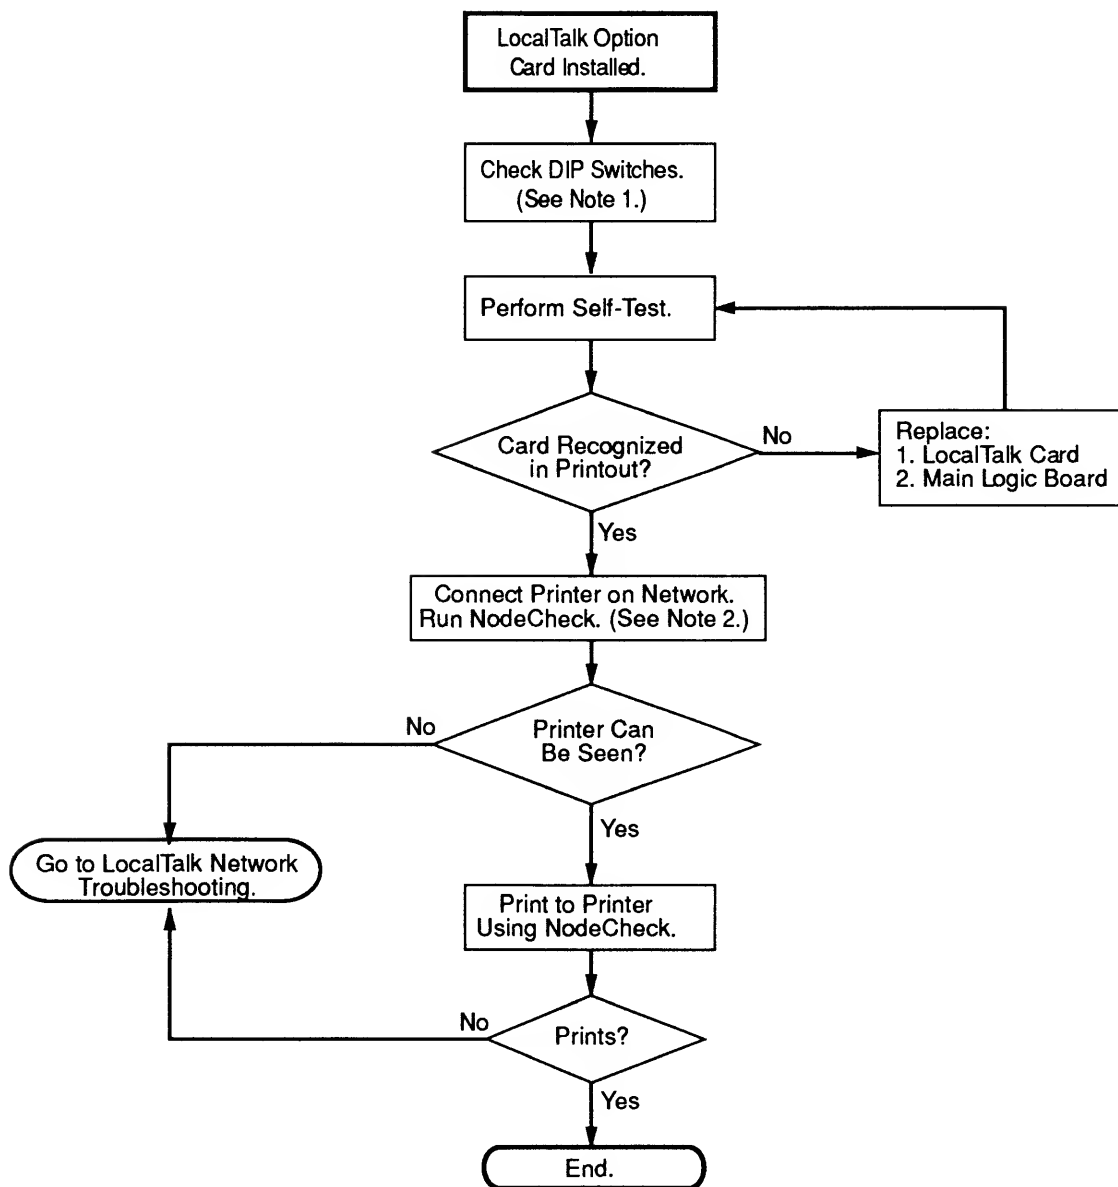 LocalTalk Option
Card Installed.
Check DIP Switches.
(See Note 1.)
Perform Self-Test.
Card Recognized
in Printout?
No
Replace:
1. LocalTalk Card
2. Main Logic Board
Yes
Connect Printer on Network.
Run NodeCheck. (See Note 2.)
No
Printer Can
Be Seen?
Yes
Go to LocalTalk Network
Troubleshooting.
Print to Printer
Using NodeCheck.
No
Prints?
Yes
End.